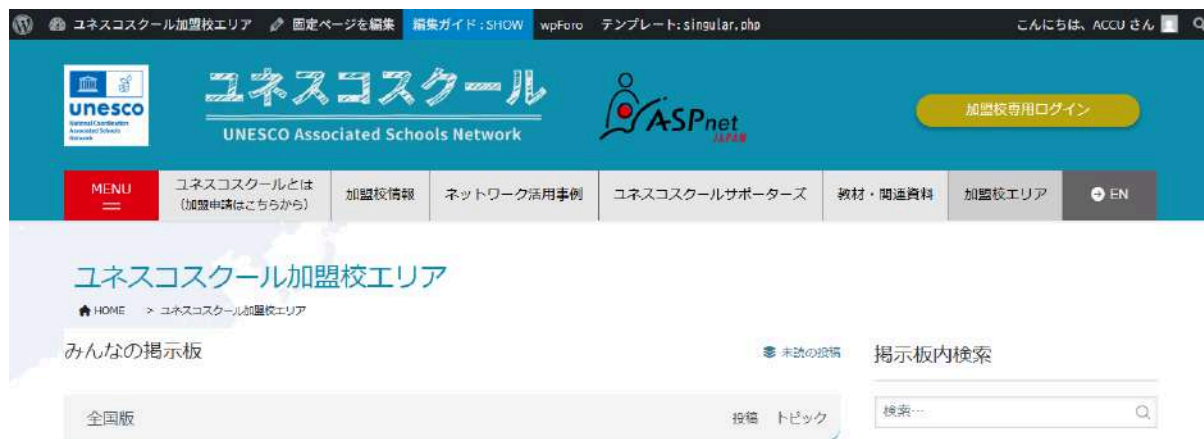 ユネスコスクール加盟校エリア 固定ページを編集 編集ガイド:SHOW wpForo テンプレート:singular.php こんにちは、ACCU さん
unesco
ユネスコスクール
UNESCO Associated Schools Network
ASPnet
JAPAN
加盟校専用ログイン
MENU
ユネスコスクールとは
(加盟申請はこちらから)
加盟校情報
ネットワーク活用事例
ユネスコスクールサポーターズ
教材・関連資料
加盟校エリア
EN
ユネスコスクール加盟校エリア
HOME > ユネスコスクール加盟校エリア
みんなの掲示板
未読の投稿
掲示板内検索
全国版
投稿 トピック
検索…